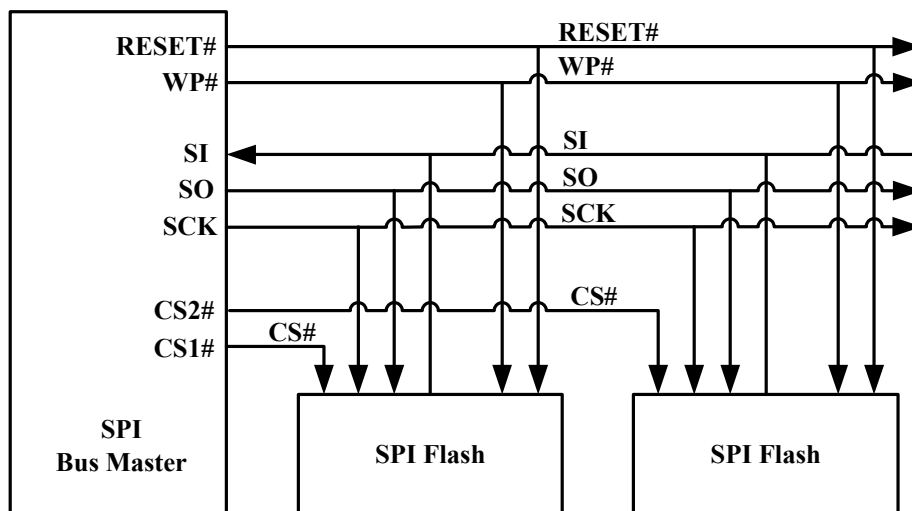 RESET#
RESET#
WP#
WP#
SI
SI
SO
SO
SCK
SCK
CS2#
CS#
CS1#
CS#
SPI
Bus Master
SPI Flash
SPI Flash